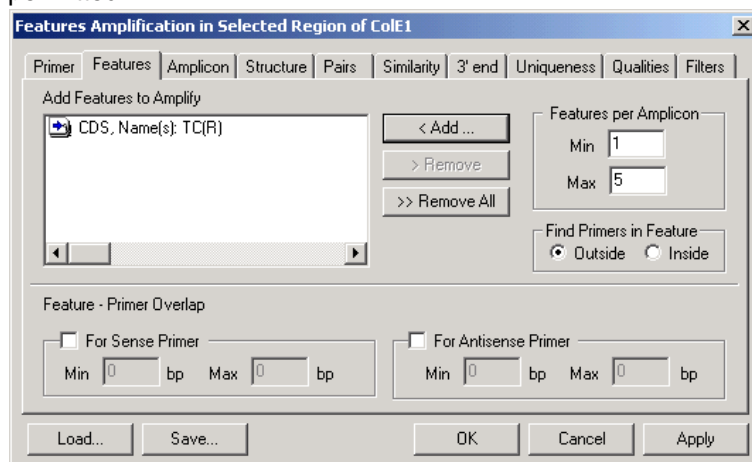 Features Amplification in Selected Region of ColE1
Primer Features Amplicon Structure Pairs Similarity 3' end Uniqueness Qualities Filters
Add Features to Amplify
CDS, Name(s): TC(R)
< Add ...
> Remove
>> Remove All
Features per Amplicon
Min 1
Max 5
Find Primers in Feature
Outside Inside
Feature - Primer Overlap
For Sense Primer
Min 0 bp Max 0 bp
For Antisense Primer
Min 0 bp Max 0 bp
Load... Save... OK Cancel Apply